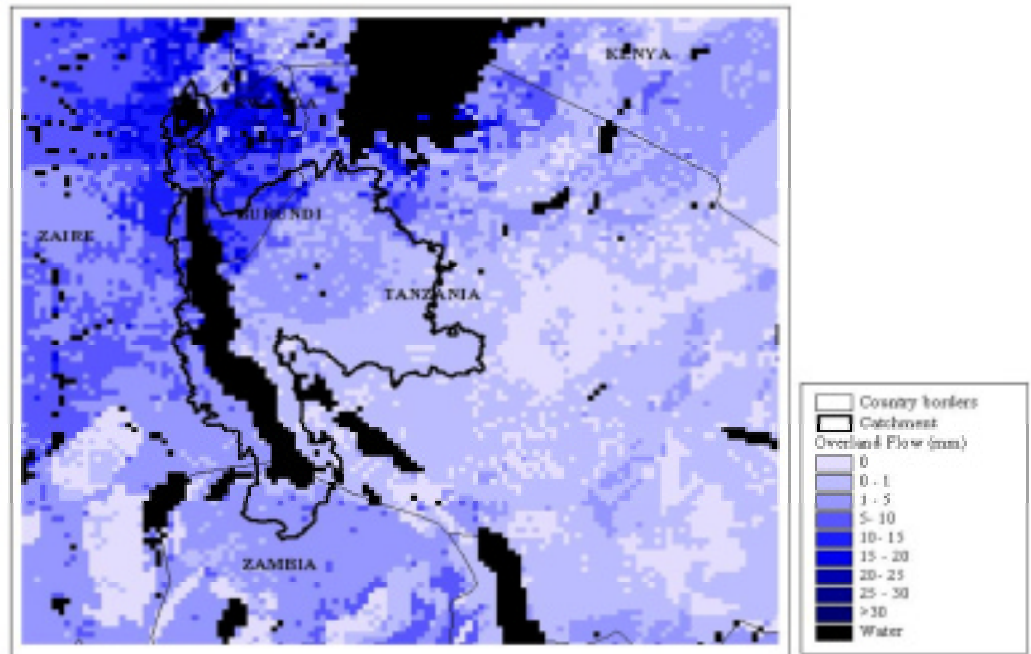 KENYA
BURUNDI
ZAIRE
TANZANIA
ZAMBIA
Country borders
Catchment
Overland Flow (mm)
0
0 - 1
1 - 5
5- 10
10- 15
15 - 20
20- 25
25 - 30
>30
Water